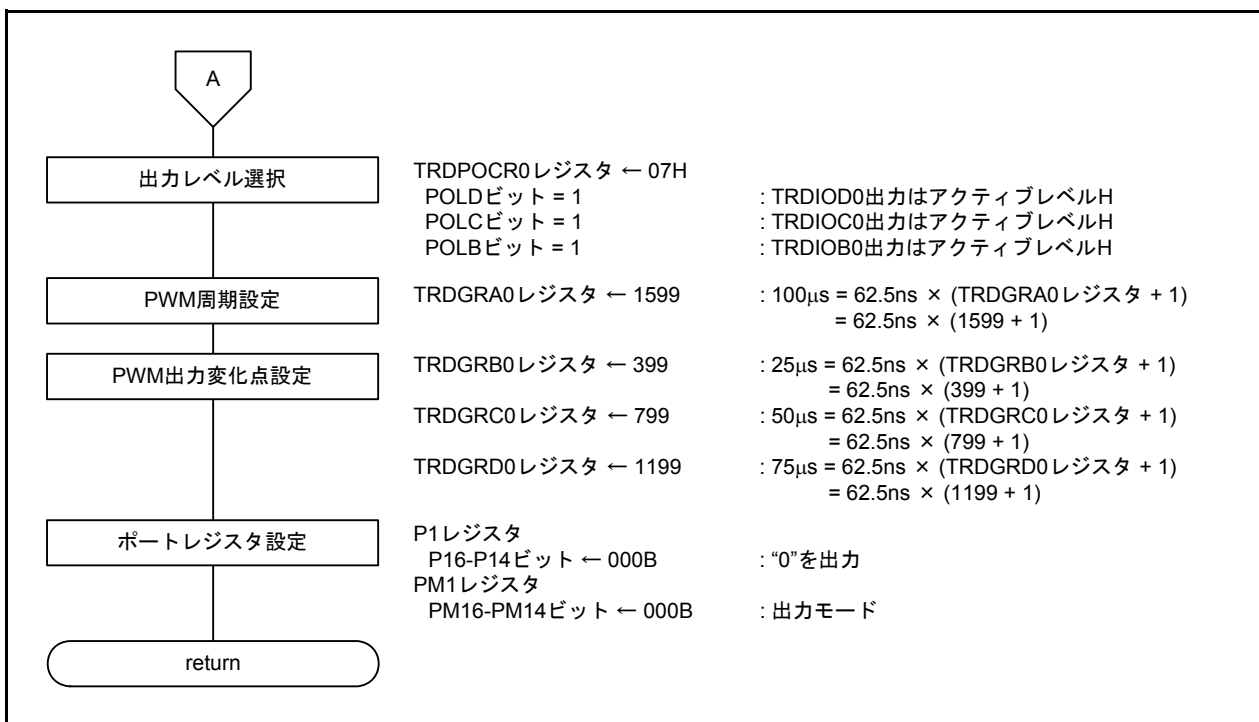 A
出力レベル選択
TRDPOCR0レジスタ ← 07H
POLDビット = 1 : TRDIOD0出力はアクティブレベルH
POLCビット = 1 : TRDIOC0出力はアクティブレベルH
POLBビット = 1 : TRDIOB0出力はアクティブレベルH
PWM周期設定
TRDGRA0レジスタ ← 1599 : 100μs = 62.5ns × (TRDGRA0レジスタ + 1)
= 62.5ns × (1599 + 1)
PWM出力変化点設定
TRDGRB0レジスタ ← 399 : 25μs = 62.5ns × (TRDGRB0レジスタ + 1)
= 62.5ns × (399 + 1)
TRDGRC0レジスタ ← 799 : 50μs = 62.5ns × (TRDGRC0レジスタ + 1)
= 62.5ns × (799 + 1)
TRDGRD0レジスタ ← 1199 : 75μs = 62.5ns × (TRDGRD0レジスタ + 1)
= 62.5ns × (1199 + 1)
ポートレジスタ設定
P1レジスタ
P16-P14ビット ← 000B : “0”を出力
PM1レジスタ
PM16-PM14ビット ← 000B : 出力モード
return